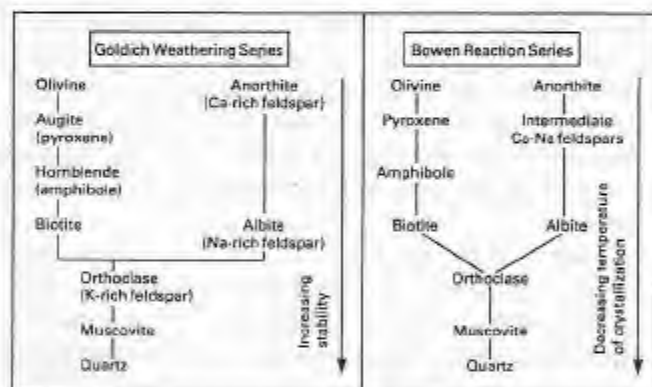 Goldich Weathering Series
Olivine
Anorthite
(Ca-rich feldspar)
Augite
(pyroxene)
Hornblende
(amphibole)
Biotite
Albite
(Na-rich feldspar)
Orthoclase
(K-rich feldspar)
Muscovite
Quartz
Increasing
stability
Bowen Reaction Series
Olivine
Anorthite
Pyroxene
Intermediate
Ca-Na feldspars
Amphibole
Biotite
Albite
Orthoclase
Muscovite
Quartz
Decreasing temperature
of crystallization